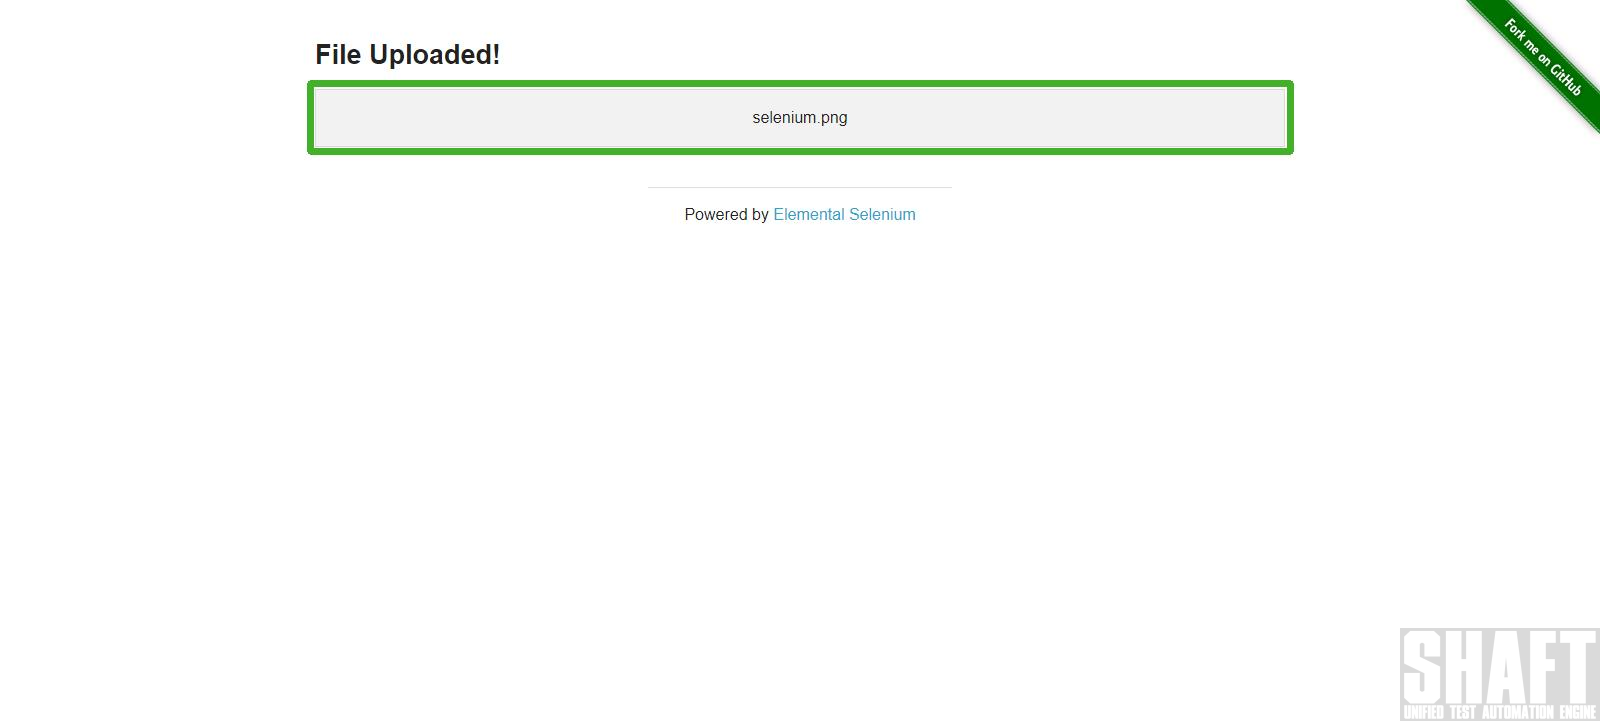 File Uploaded!
Fork me on GitHub
selenium.png
Powered by Elemental Selenium
SHAFT
UNIFIED TEST AUTOMATION ENGINE